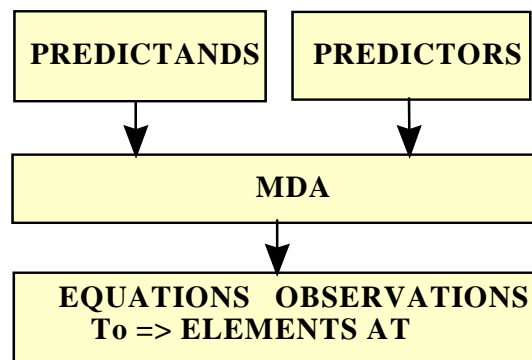 PREDICTANDS
PREDICTORS
MDA
EQUATIONS OBSERVATIONS
To => ELEMENTS AT